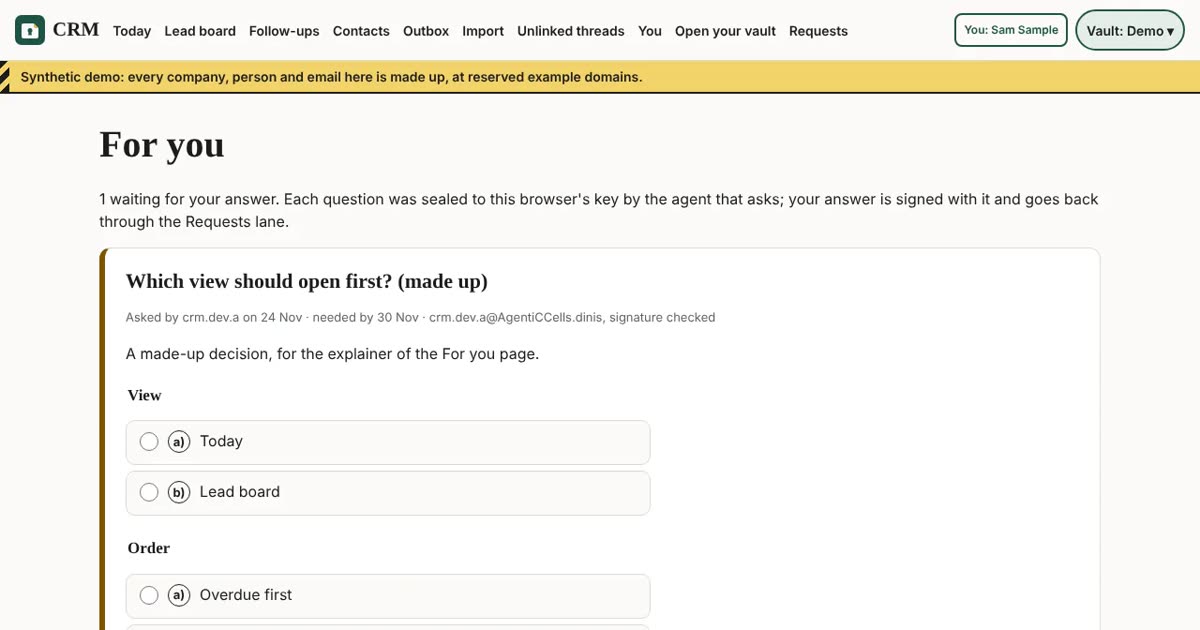 CRM Today Lead board Follow-ups Contacts Outbox Import Unlinked threads You Open your vault Requests You: Sam Sample Vault: Demo ▾
Synthetic demo: every company, person and email here is made up, at reserved example domains.
For you
1 waiting for your answer. Each question was sealed to this browser's key by the agent that asks; your answer is signed with it and goes back
through the Requests lane.
Which view should open first? (made up)
Asked by crm.dev.a on 24 Nov · needed by 30 Nov · crm.dev.a@AgentiCCells.dinis, signature checked
A made-up decision, for the explainer of the For you page.
View
a) Today
b) Lead board
Order
a) Overdue first